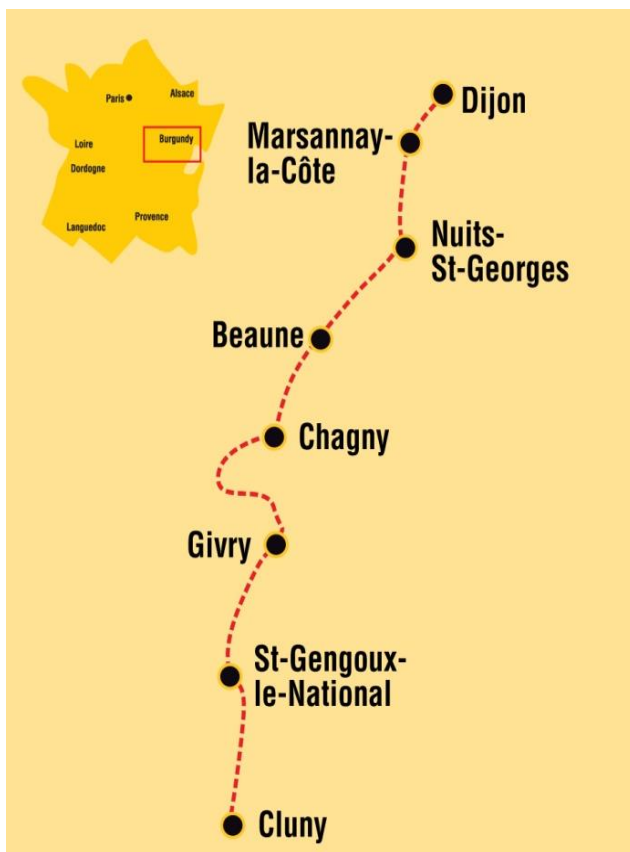 Paris
Alsace
Loire
Burgundy
Dordogne
Languedoc
Provence
Dijon
Marsannay-
la-Côte
Nuits-
St-Georges
Beaune
Chagny
Givry
St-Gengoux-
le-National
Cluny